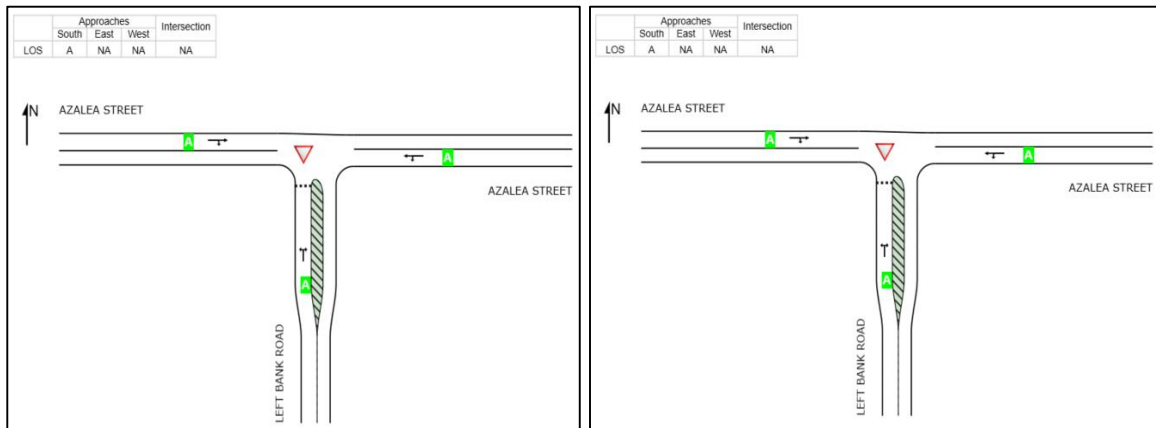 Approaches Intersection
South East West
LOS A NA NA NA
N AZALEA STREET
A
A
AZALEA STREET
A
LEFT BANK ROAD
Approaches Intersection
South East West
LOS A NA NA NA
N AZALEA STREET
A
A
AZALEA STREET
A
LEFT BANK ROAD